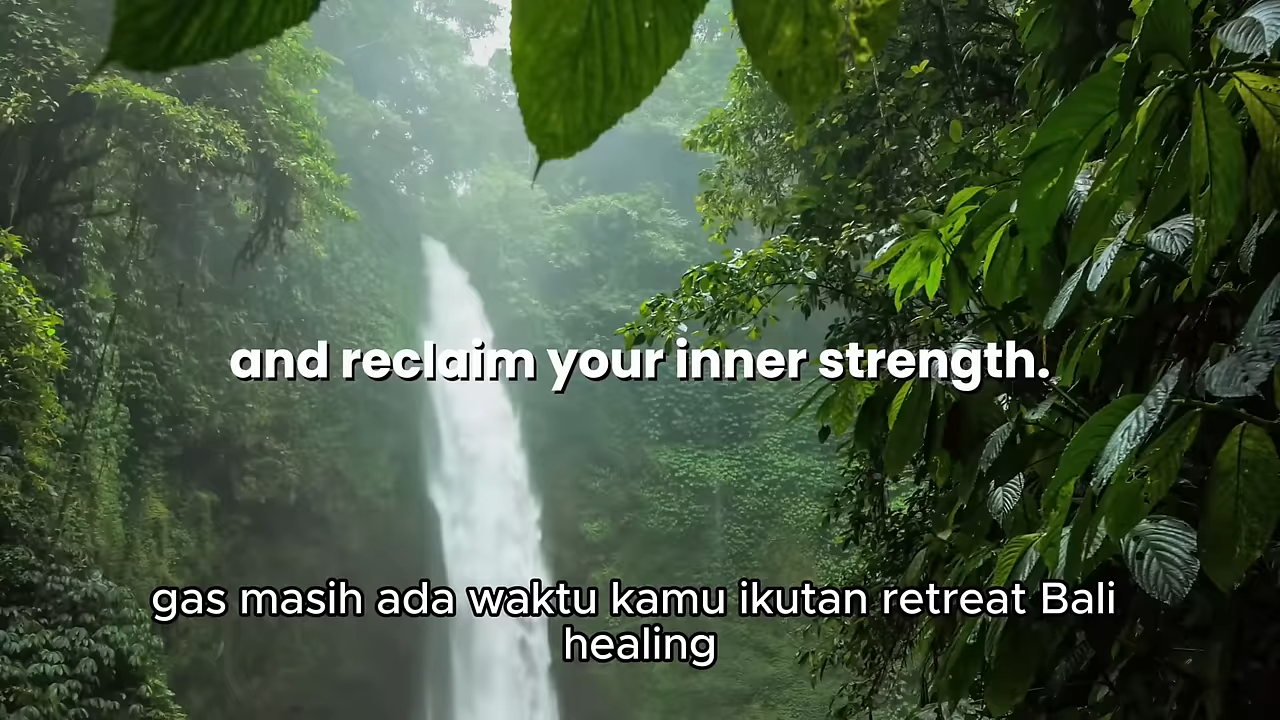 and reclaim your inner strength.
gas masih ada waktu kamu ikutan retreat Bali
healing